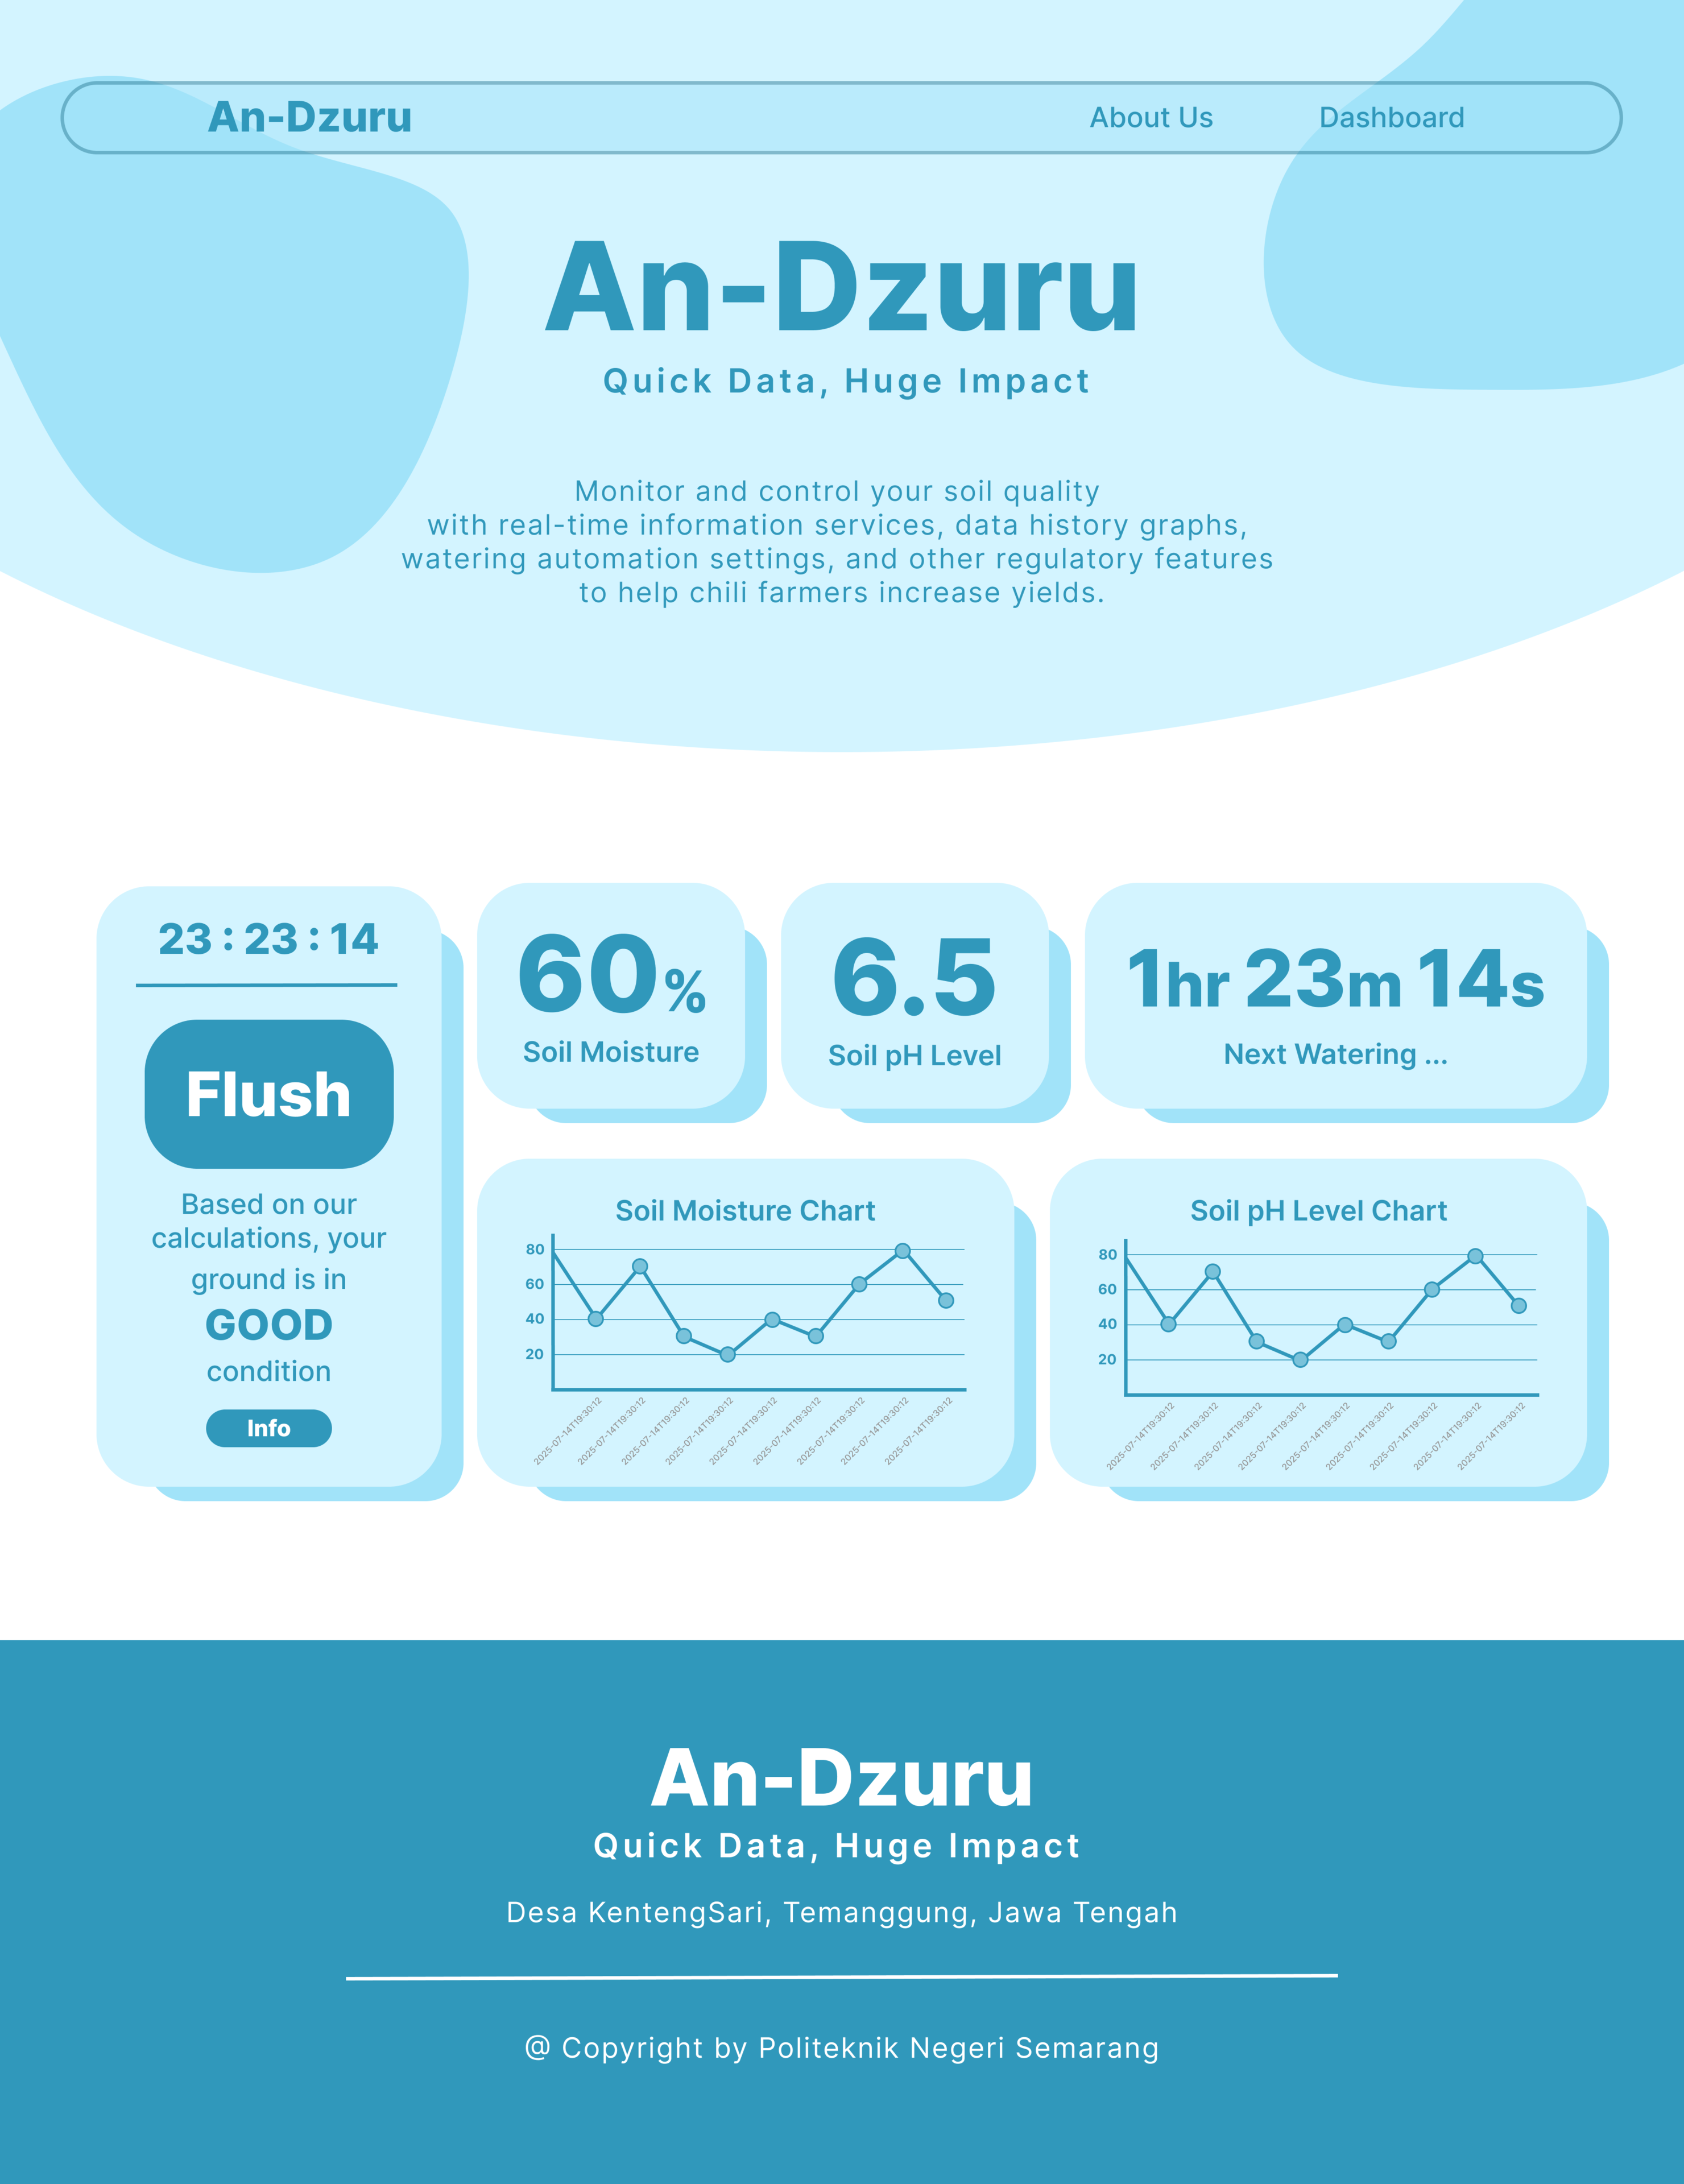 An-Dzuru
About Us
Dashboard
An-Dzuru
Quick Data, Huge Impact
Monitor and control your soil quality
with real-time information services, data history graphs,
watering automation settings, and other regulatory features
to help chili farmers increase yields.
23 : 23 : 14
Flush
Based on our
calculations, your
ground is in
GOOD
condition
Info
60%
Soil Moisture
6.5
Soil pH Level
1hr 23m 14s
Next Watering ...
Soil Moisture Chart
80
60
40
20
2025-07-14T19:30:12
2025-07-14T19:30:12
2025-07-14T19:30:12
2025-07-14T19:30:12
2025-07-14T19:30:12
2025-07-14T19:30:12
2025-07-14T19:30:12
2025-07-14T19:30:12
2025-07-14T19:30:12
Soil pH Level Chart
80
60
40
20
2025-07-14T19:30:12
2025-07-14T19:30:12
2025-07-14T19:30:12
2025-07-14T19:30:12
2025-07-14T19:30:12
2025-07-14T19:30:12
2025-07-14T19:30:12
2025-07-14T19:30:12
2025-07-14T19:30:12
An-Dzuru
Quick Data, Huge Impact
Desa KentengSari, Temanggung, Jawa Tengah
@ Copyright by Politeknik Negeri Semarang